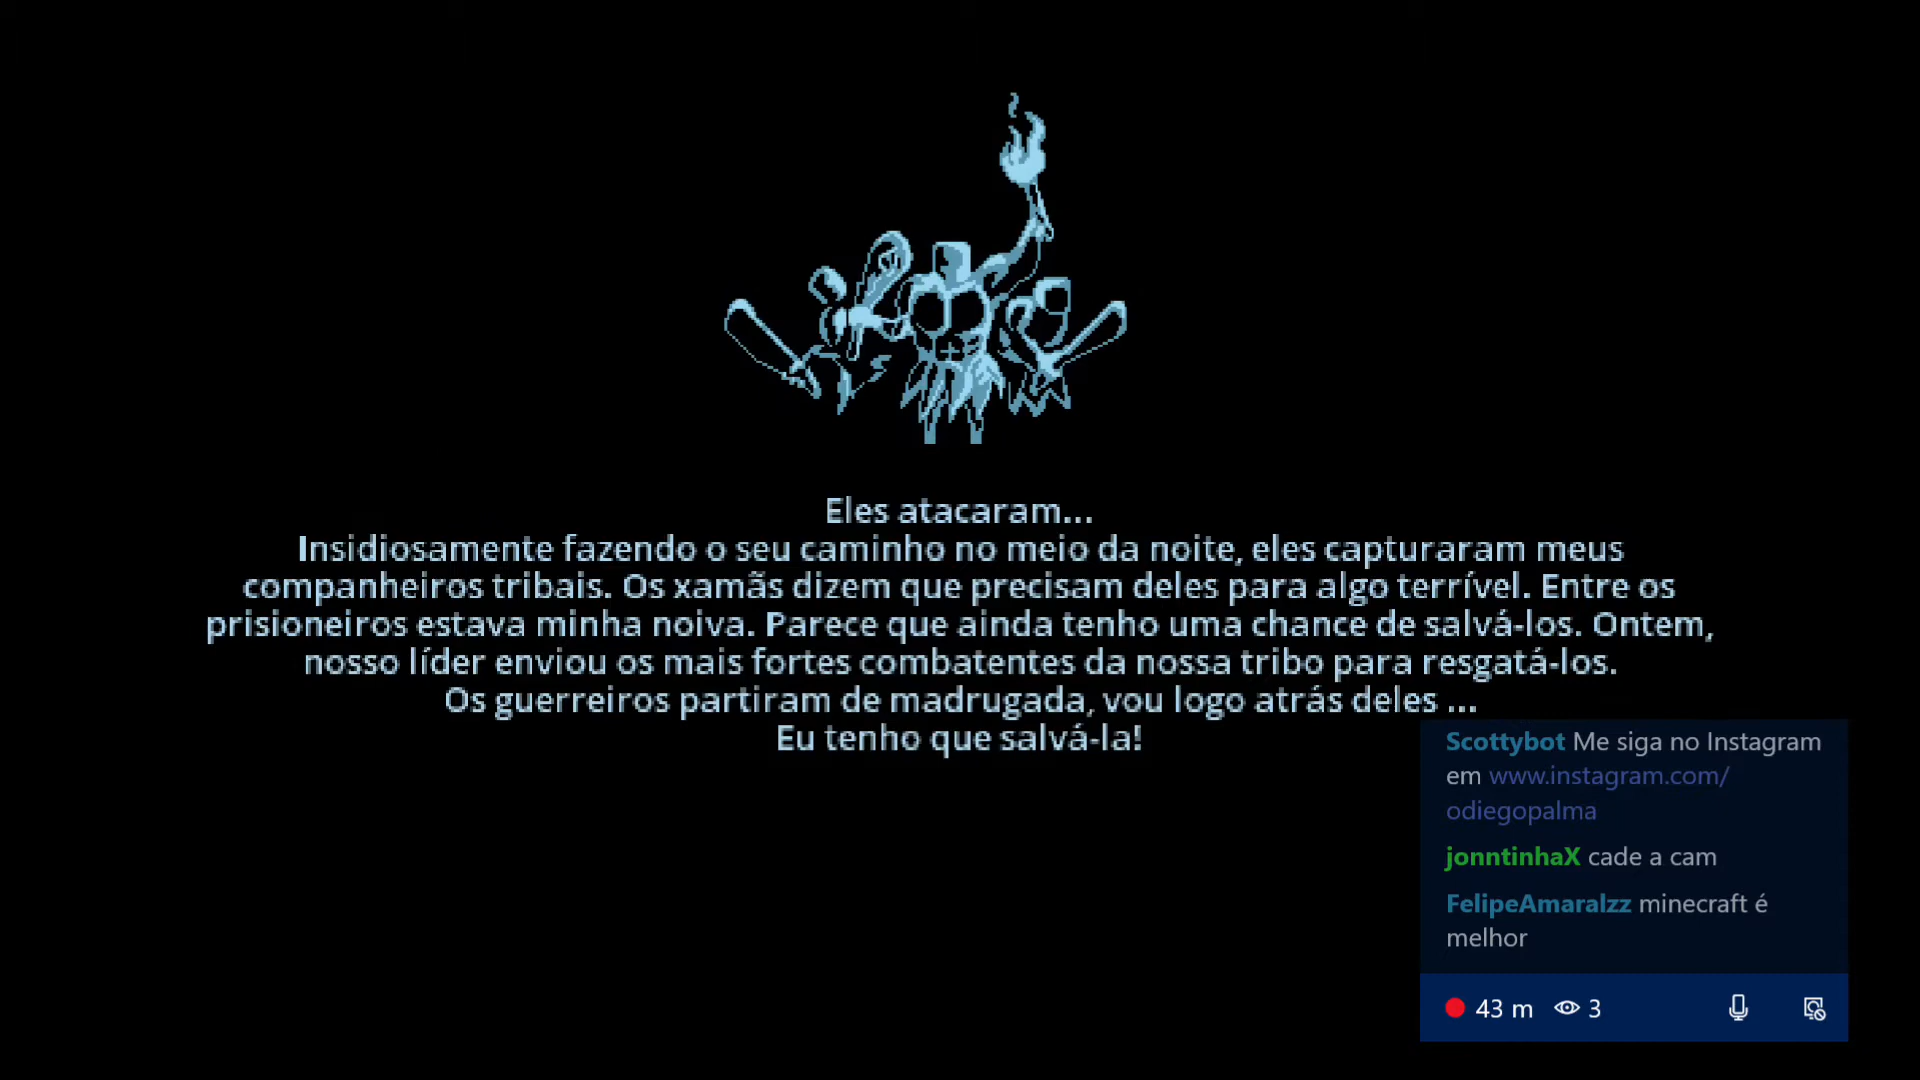 Eles atacaram...
Insidiosamente fazendo o seu caminho no meio da noite, eles capturaram meus
companheiros tribais. Os xamãs dizem que precisam deles para algo terrível. Entre os
prisioneiros estava minha noiva. Parece que ainda tenho uma chance de salvá-los. Ontem,
nosso líder enviou os mais fortes combatentes da nossa tribo para resgatá-los.
Os guerreiros partiram de madrugada, vou logo atrás deles ...
Eu tenho que salvá-la!
Scottybot Me siga no Instagram
em www.instagram.com/
odiegopalma
jonntinhaX cade a cam
FelipeAmaralzz minecraft é
melhor
43 m 3